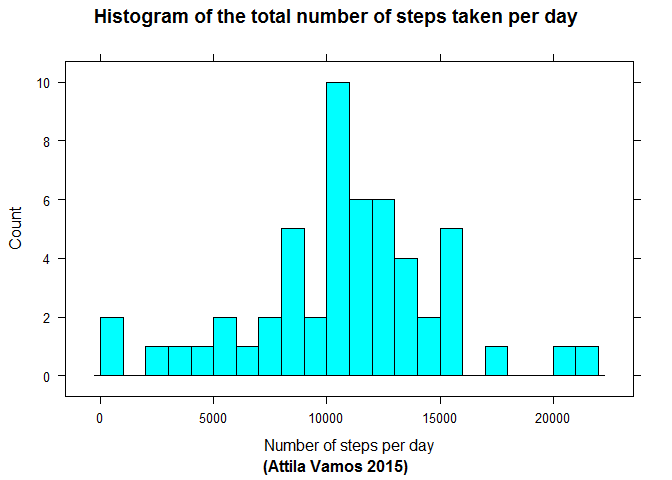 Histogram of the total number of steps taken per day
10
8
6
4
2
0
Count
0 5000 10000 15000 20000
Number of steps per day
(Attila Vamos 2015)